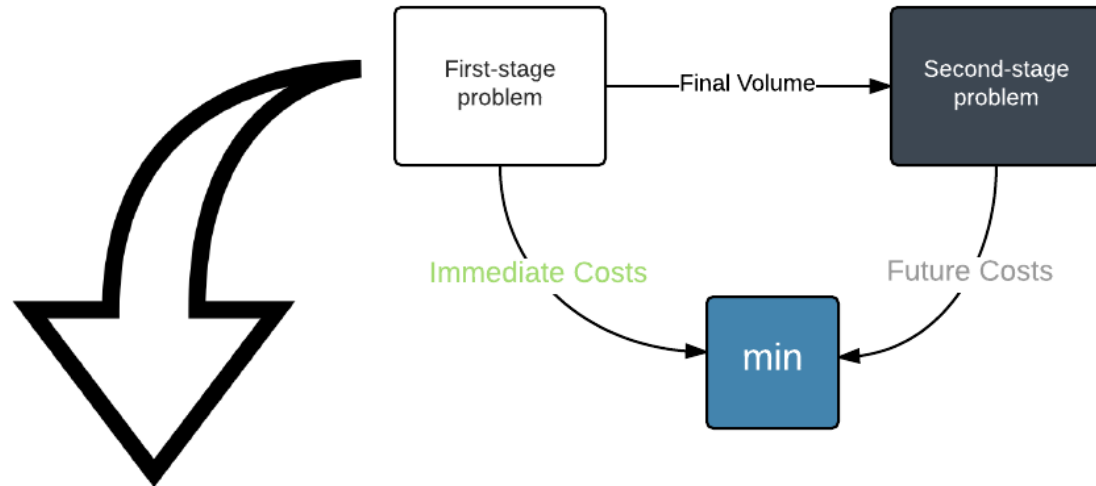 First-stage
problem
Final Volume
Second-stage
problem
Immediate Costs
Future Costs
min